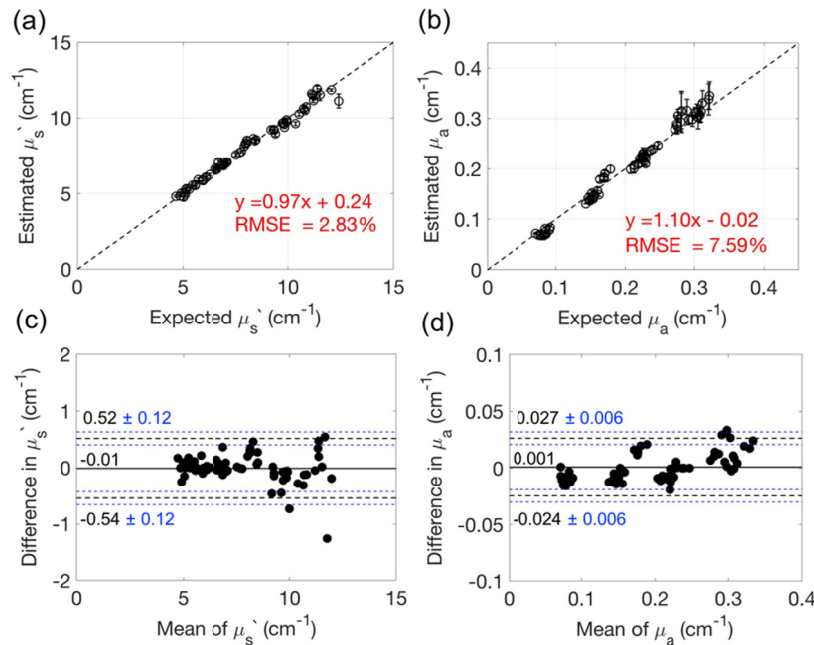 (a)
15
10
5
0
0
5
10
15
Estimated μs` (cm-1)
Expected μs` (cm-1)
y =0.97x + 0.24
RMSE = 2.83%
(b)
0.4
0.3
0.2
0.1
0
0
0.1
0.2
0.3
0.4
Estimated μa (cm-1)
Expected μa (cm-1)
y=1.10x - 0.02
RMSE = 7.59%
(c)
2
1
0
-1
-2
0
5
10
15
Difference in μs` (cm-1)
Mean of μs` (cm-1)
0.52 ± 0.12
-0.01
-0.54 ± 0.12
(d)
0.1
0.05
0
-0.05
-0.1
0
0.1
0.2
0.3
0.4
Difference in μa (cm-1)
Mean of μa (cm-1)
0.027 ± 0.006
0.001
-0.024 ± 0.006